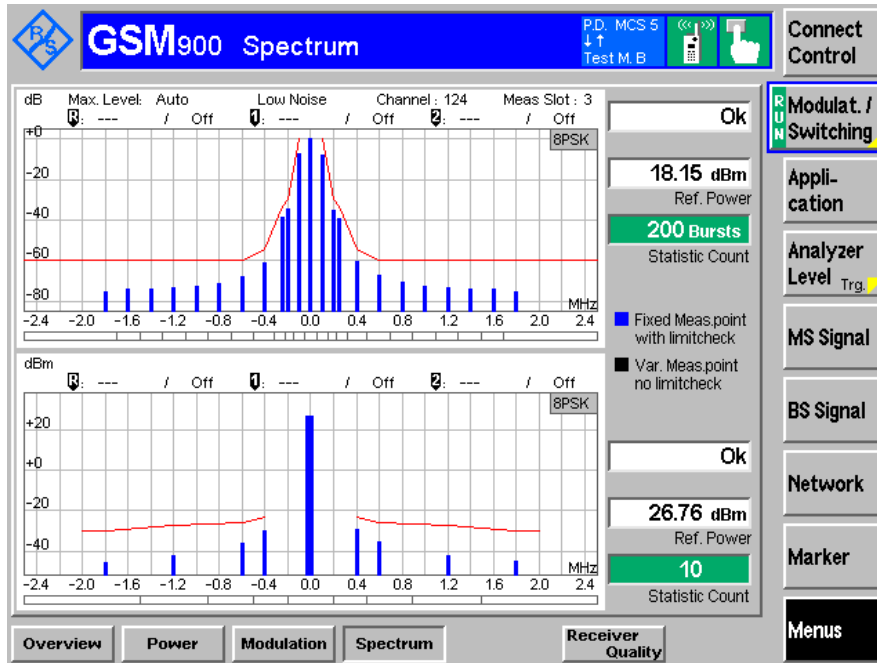 R&S
GSM900 Spectrum
P.D. MCS 5
↓↑
Test M. B
Connect Control
dB Max. Level: Auto Low Noise Channel : 124 Meas Slot : 3
R: --- / Off 1: --- / Off 2: --- / Off
8PSK
+0
-20
-40
-60
-80
MHz
-2.4 -2.0 -1.6 -1.2 -0.8 -0.4 0.0 0.4 0.8 1.2 1.6 2.0 2.4
Ok
18.15 dBm
Ref. Power
200 Bursts
Statistic Count
Fixed Meas.point
with limitcheck
Var. Meas.point
no limitcheck
dBm
R: --- / Off 1: --- / Off 2: --- / Off
8PSK
+20
+0
-20
-40
MHz
-2.4 -2.0 -1.6 -1.2 -0.8 -0.4 0.0 0.4 0.8 1.2 1.6 2.0 2.4
Ok
26.76 dBm
Ref. Power
10
Statistic Count
RUN
Modulat. /
Switching
Appli-
cation
Analyzer
Level Trg.
MS Signal
BS Signal
Network
Marker
Menus
Overview Power Modulation Spectrum Receiver
Quality